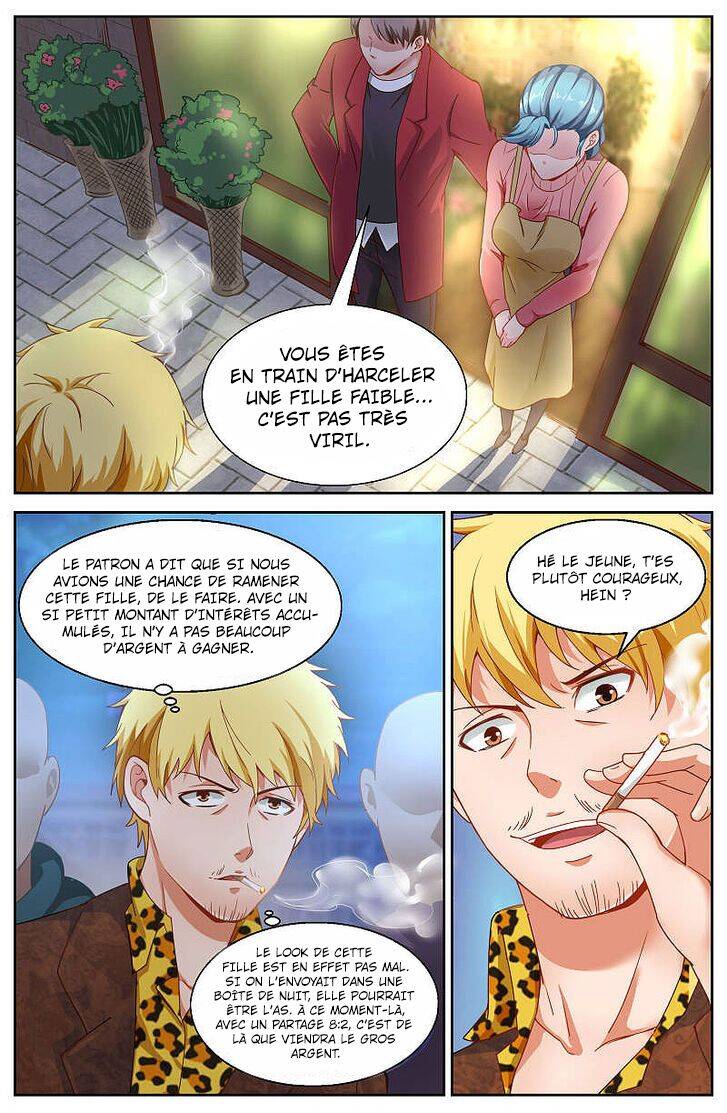 VOUS ÊTES
EN TRAIN D'HARCELER
UNE FILLE FAIBLE...
C'EST PAS TRÈS
VIRIL.
LE PATRON A DIT QUE SI NOUS
AVIONS UNE CHANCE DE RAMENER
CETTE FILLE, DE LE FAIRE. AVEC UN
SI PETIT MONTANT D'INTÉRÊTS ACCU-
MULÉS, IL N'Y A PAS BEAUCOUP
D'ARGENT À GAGNER.
LE LOOK DE CETTE
FILLE EST EN EFFET PAS MAL.
SI ON L'ENVOYAIT DANS UNE
BOÎTE DE NUIT, ELLE POURRAIT
ÊTRE L'AS. À CE MOMENT-LÀ,
AVEC UN PARTAGE 8:2, C'EST DE
LÀ QUE VIENDRA LE GROS
ARGENT.
HÉ LE JEUNE, T'ES
PLUTÔT COURAGEUX,
HEIN ?